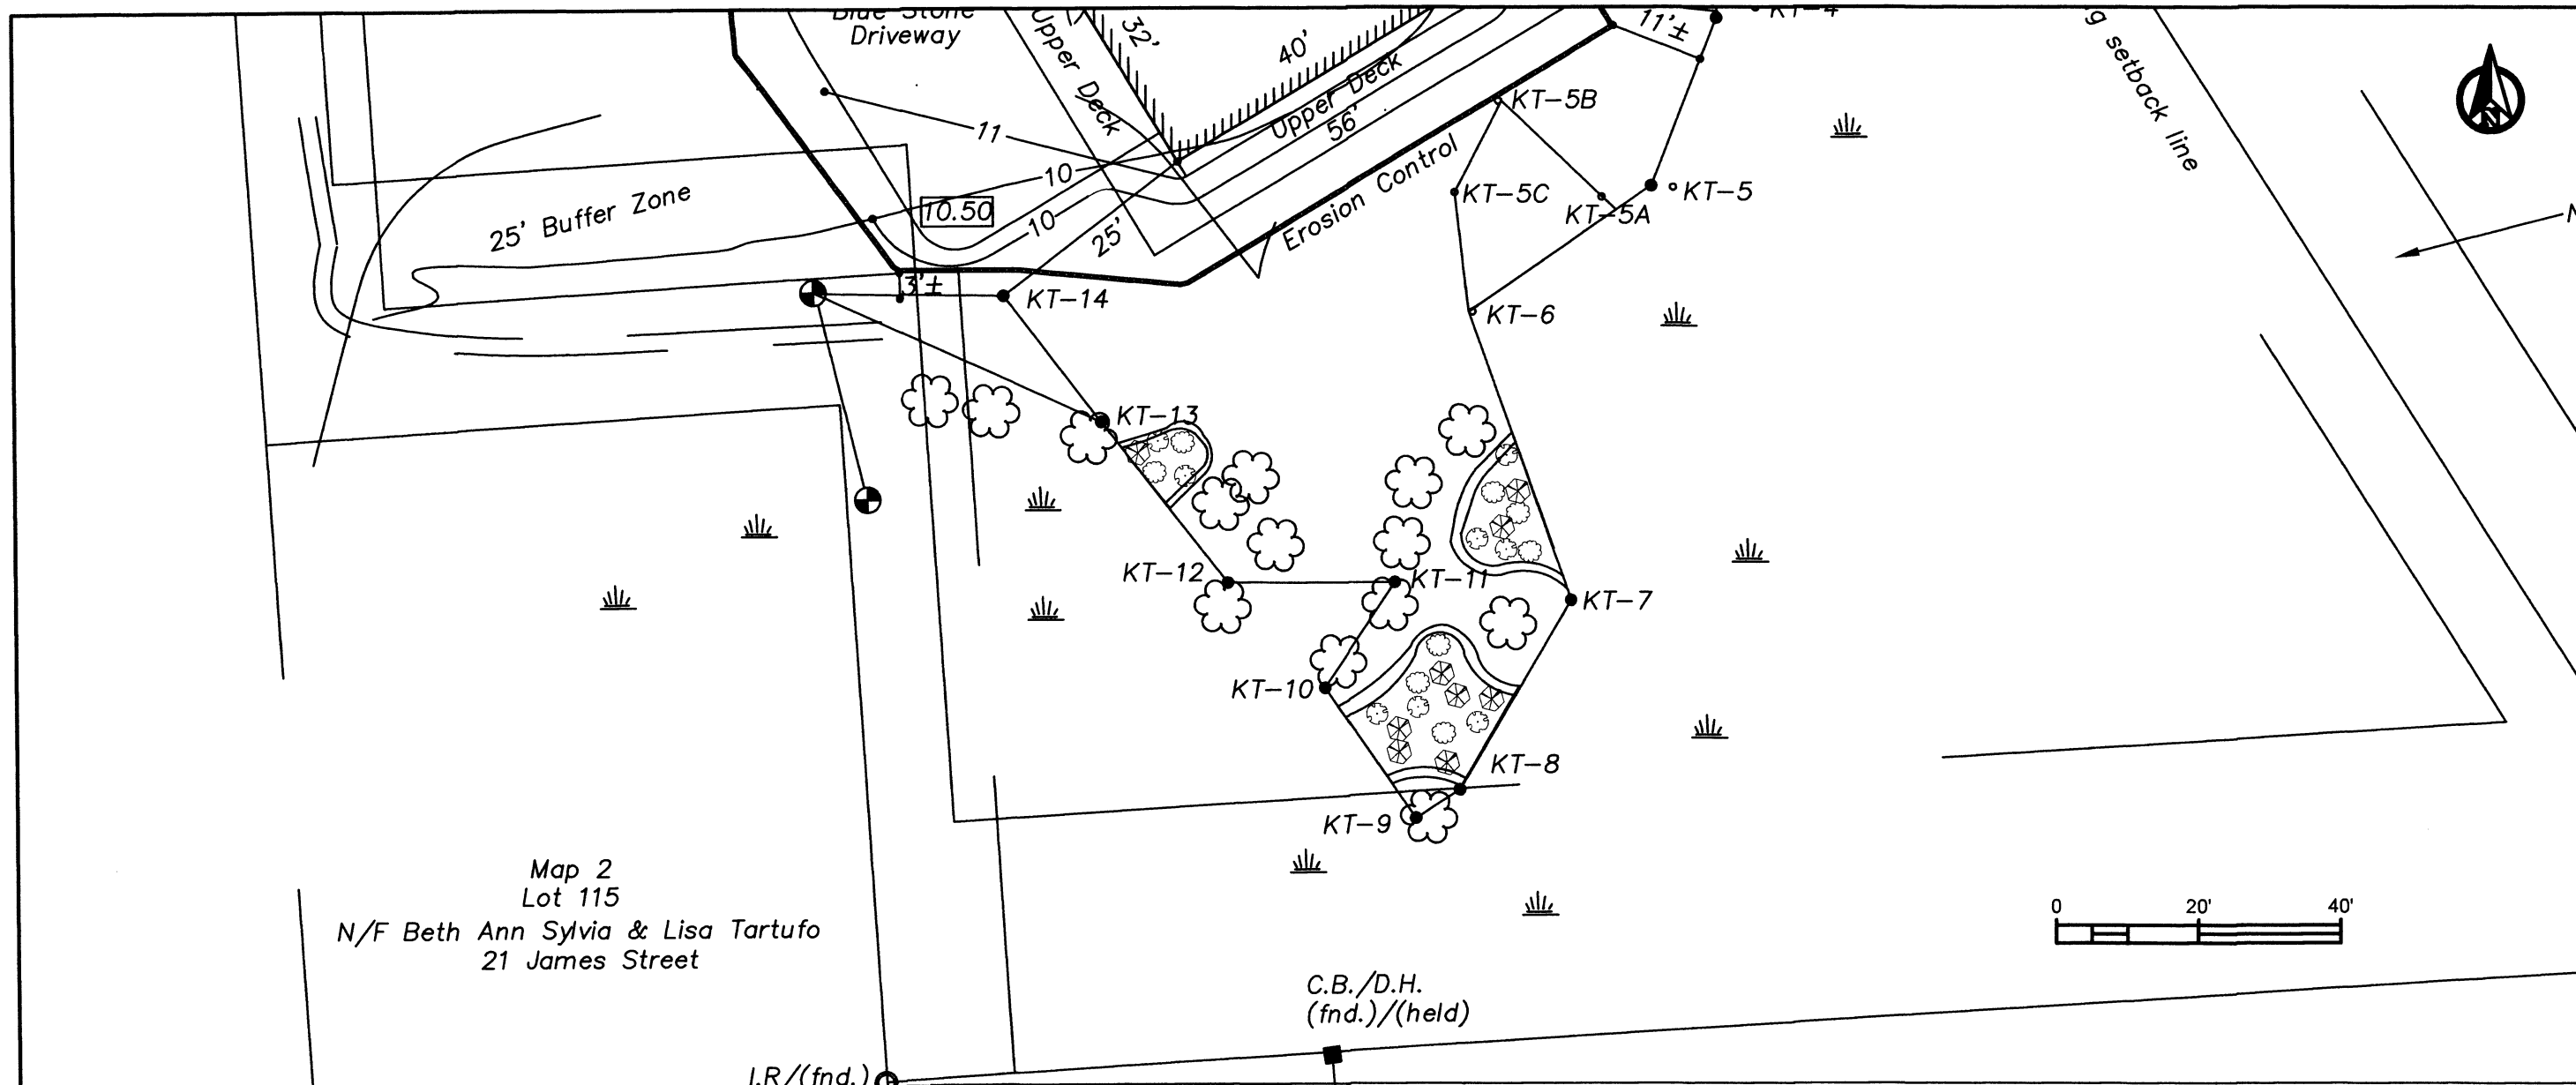 Blue Stone
Driveway
Upper Deck
32'
40'
Upper Deck
56'
11'±
KT-4
g setback line
N
KT-5B
KT-5C
KT-5A
KT-5
Erosion Control
11
10
10
10.50
25'
25' Buffer Zone
3'±
KT-14
KT-6
KT-13
KT-12
KT-11
KT-7
KT-10
KT-8
KT-9
Map 2
Lot 115
N/F Beth Ann Sylvia & Lisa Tartufo
21 James Street
0 20' 40'
C.B./D.H.
(fnd.)/(held)
I.R/(fnd.)